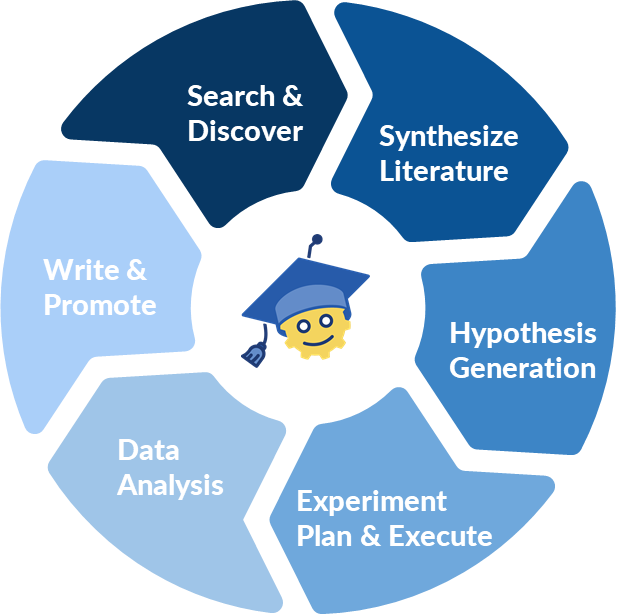 Search &
Discover
Synthesize
Literature
Hypothesis
Generation
Experiment
Plan & Execute
Data
Analysis
Write &
Promote